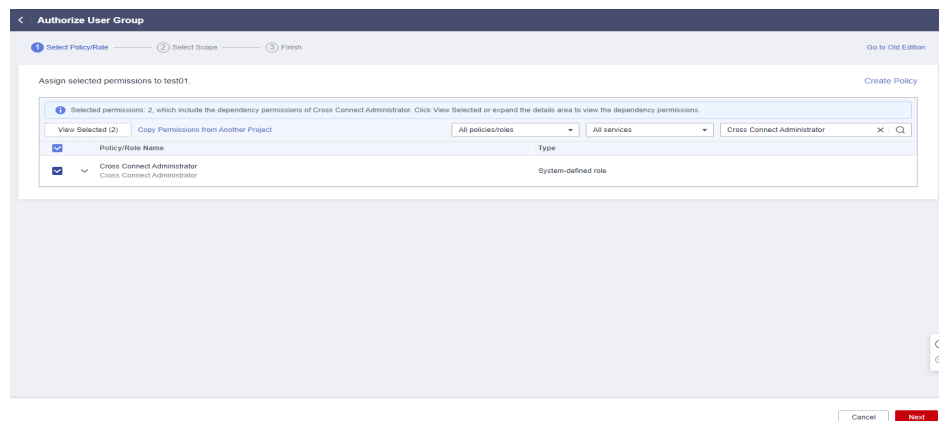 Authorize User Group
1 Select Policy/Role 2 Select Scope 3 Finish Go to Old Edition
Assign selected permissions to test01. Create Policy
Selected permissions: 2, which include the dependency permissions of Cross Connect Administrator. Click View Selected or expand the details area to view the dependency permissions.
View Selected (2) Copy Permissions from Another Project All policies/roles All services Cross Connect Administrator
Policy/Role Name Type
Cross Connect Administrator
Cross Connect Administrator
System-defined role
Cancel Next